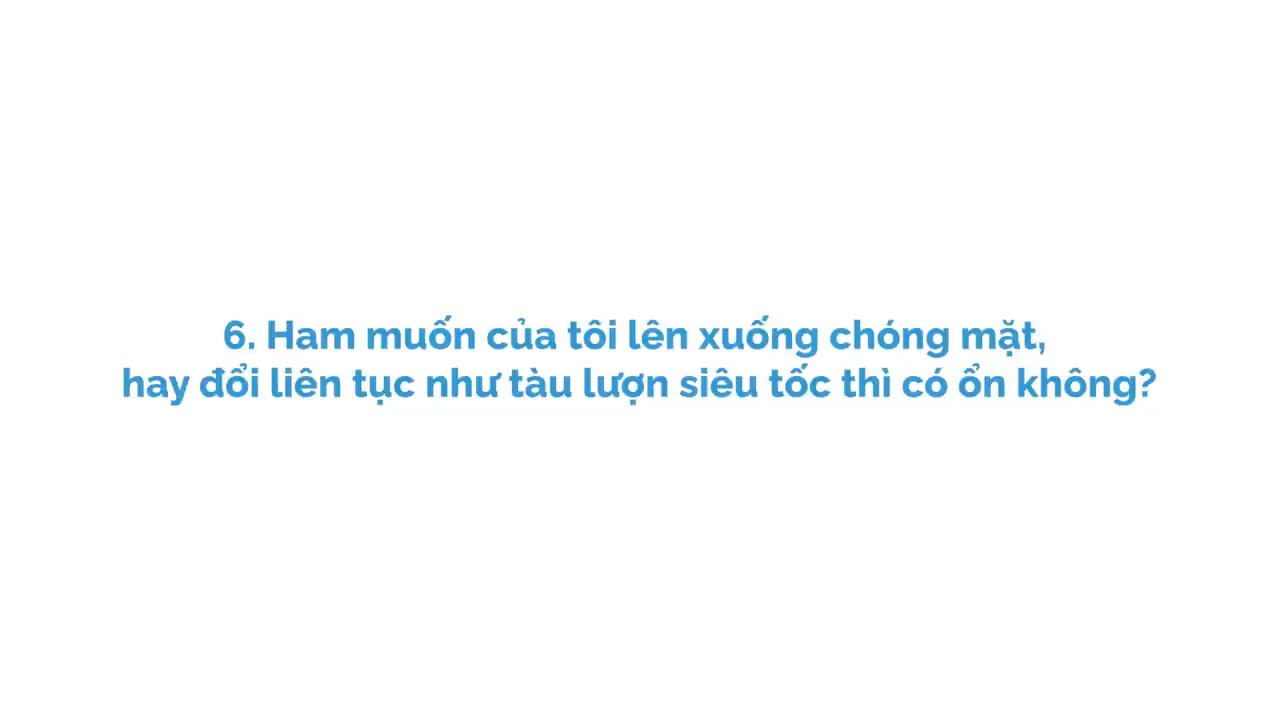 6. Ham muốn của tôi lên xuống chóng mặt,
hay đổi liên tục như tàu lượn siêu tốc thì có ổn không?